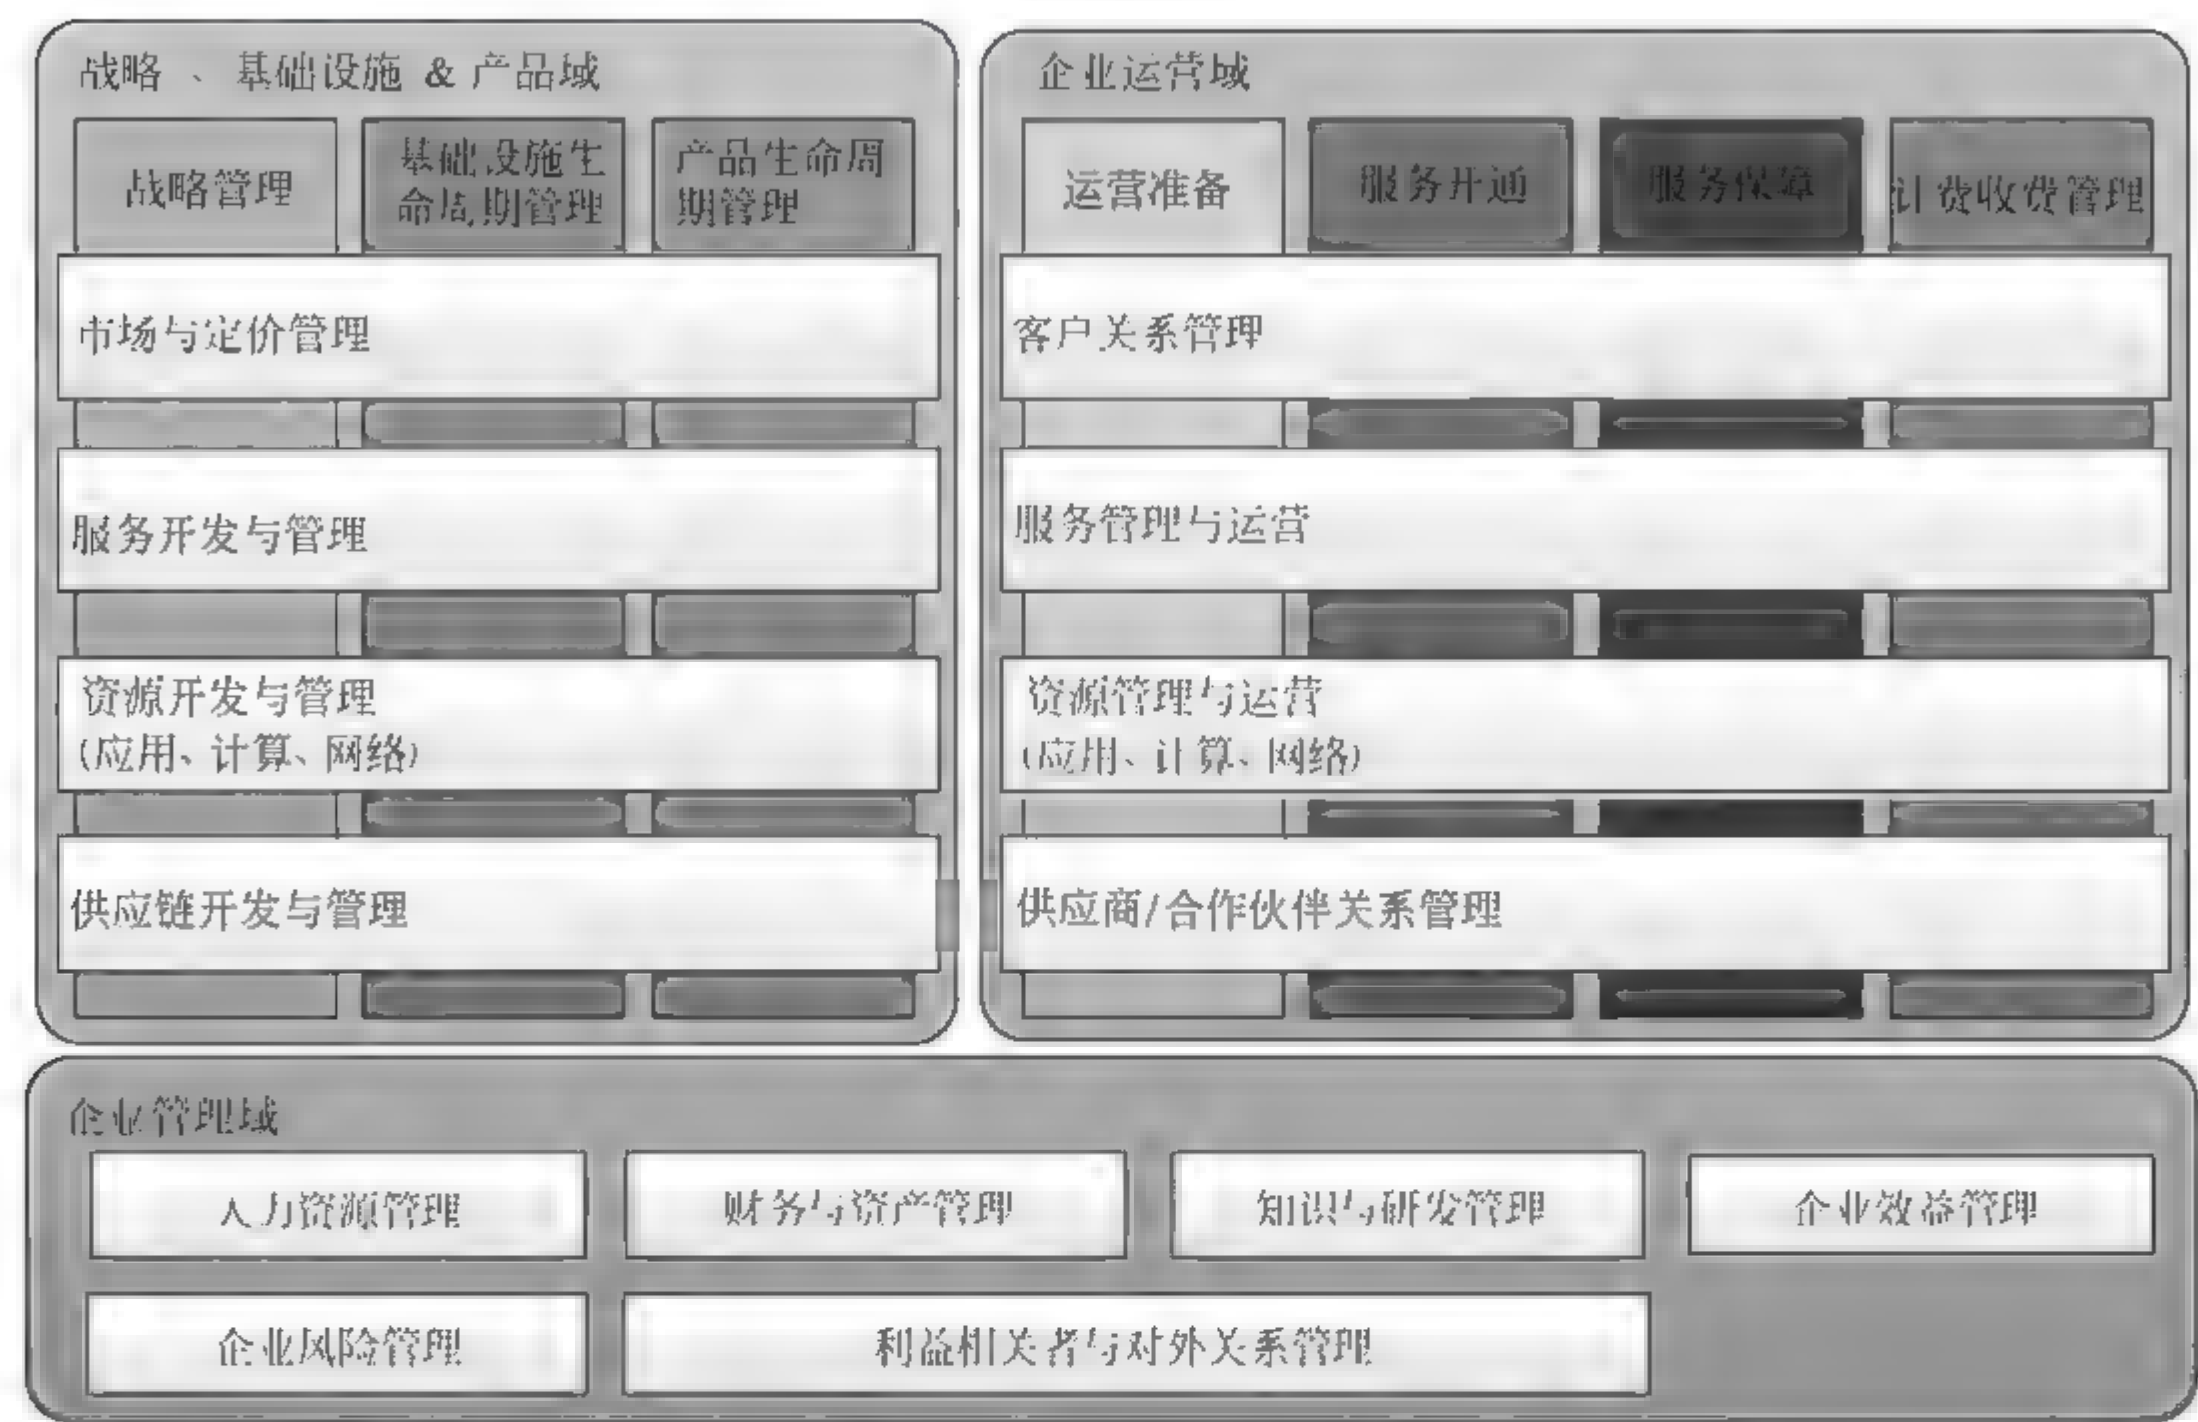 战略、基础设施 & 产品域
战略管理
基础设施生
命周期管理
产品生命周
期管理
市场与定价管理
服务开发与管理
资源开发与管理
(应用、计算、网络)
供应链开发与管理
企业运营域
运营准备
服务开通
服务保障
计费收费管理
客户关系管理
服务管理与运营
资源管理与运营
(应用、计算、网络)
供应商/合作伙伴关系管理
企业管理域
人力资源管理
财务与资产管理
知识与研发管理
企业效益管理
企业风险管理
利益相关者与对外关系管理